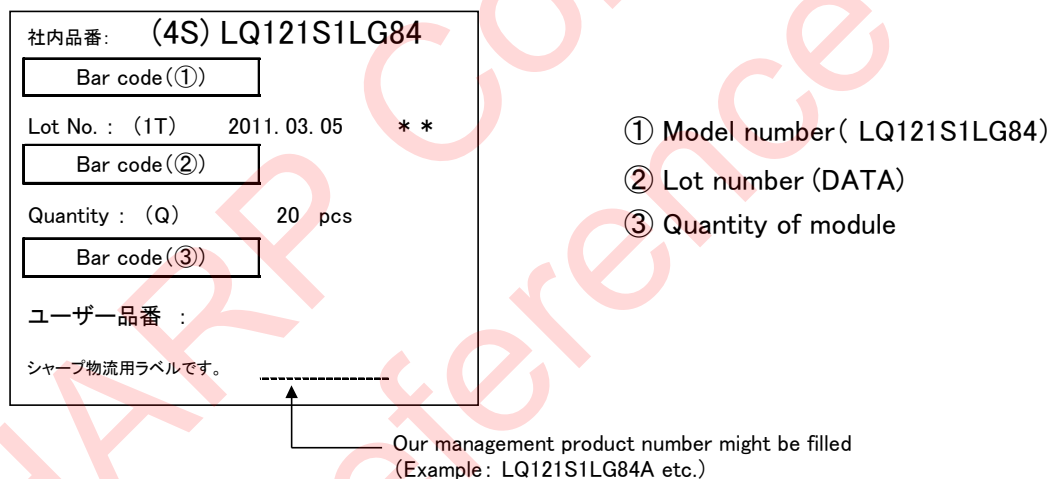 社内品番: (4S) LQ121S1LG84
Bar code(①)
Lot No. : (1T) 2011. 03. 05 * *
Bar code(②)
Quantity : (Q) 20 pcs
Bar code(③)
ユーザー品番 :
シャープ物流用ラベルです。
① Model number( LQ121S1LG84)
② Lot number (DATA)
③ Quantity of module
Our management product number might be filled
(Example: LQ121S1LG84A etc.)